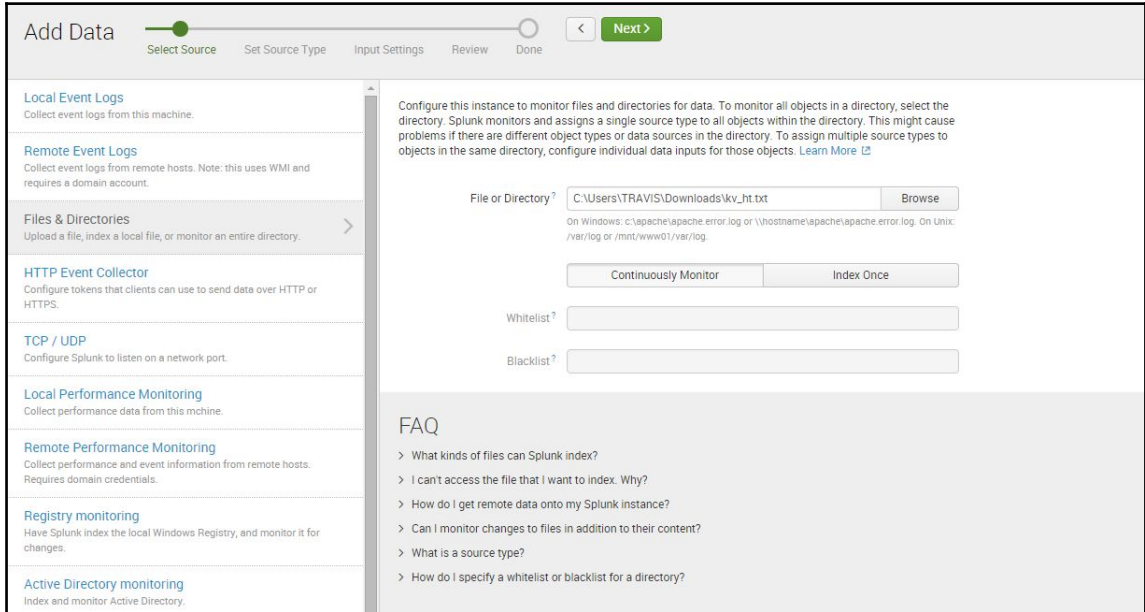 Add Data
Select Source
Set Source Type
Input Settings
Review
Done
<
Next >
Local Event Logs
Collect event logs from this machine.
Remote Event Logs
Collect event logs from remote hosts. Note: this uses WMI and
requires a domain account.
Files & Directories
Upload a file, index a local file, or monitor an entire directory.
HTTP Event Collector
Configure tokens that clients can use to send data over HTTP or
HTTPS.
TCP / UDP
Configure Splunk to listen on a network port.
Local Performance Monitoring
Collect performance data from this mchine.
Remote Performance Monitoring
Collect performance and event information from remote hosts.
Requires domain credentials.
Registry monitoring
Have Splunk index the local Windows Registry, and monitor it for
changes.
Active Directory monitoring
Index and monitor Active Directory.
Configure this instance to monitor files and directories for data. To monitor all objects in a directory, select the
directory. Splunk monitors and assigns a single source type to all objects within the directory. This might cause
problems if there are different object types or data sources in the directory. To assign multiple source types to
objects in the same directory, configure individual data inputs for those objects. Learn More
File or Directory ? C:\Users\TRAVIS\Downloads\kv_ht.txt Browse
On Windows: c:\apache\apache.error.log or \\hostname\apache\apache.error.log. On Unix:
/var/log or /mnt/www01/var/log.
Continuously Monitor Index Once
Whitelist ?
Blacklist ?
FAQ
> What kinds of files can Splunk index?
> I can't access the file that I want to index. Why?
> How do I get remote data onto my Splunk instance?
> Can I monitor changes to files in addition to their content?
> What is a source type?
> How do I specify a whitelist or blacklist for a directory?